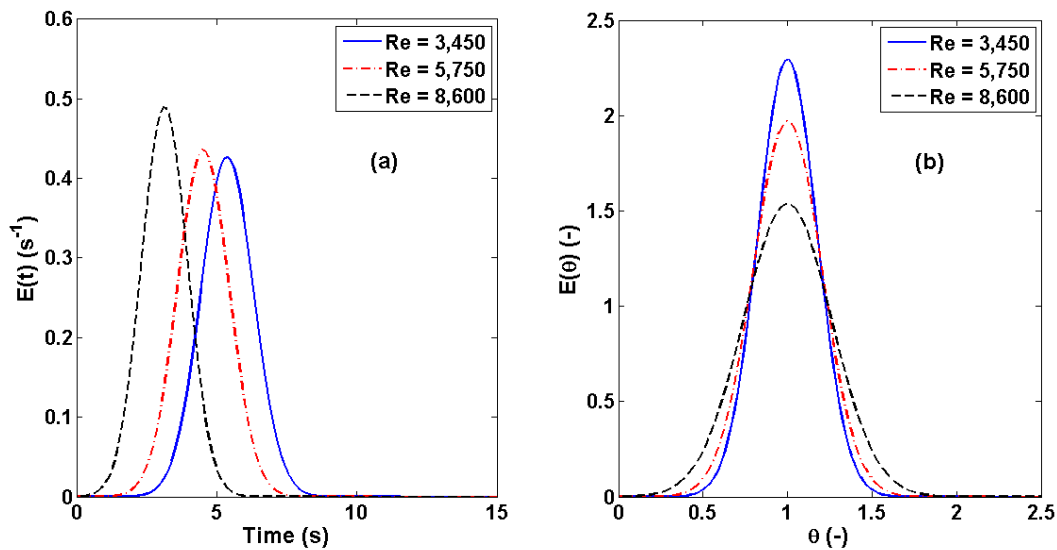 0.6
0.5
0.4
0.3
0.2
0.1
0
E(t) (s-1)
0
5
10
15
Time (s)
Re = 3,450
Re = 5,750
Re = 8,600
(a)
2.5
2
1.5
1
0.5
0
E(θ) (-)
0
0.5
1
1.5
2
2.5
θ (-)
Re = 3,450
Re = 5,750
Re = 8,600
(b)